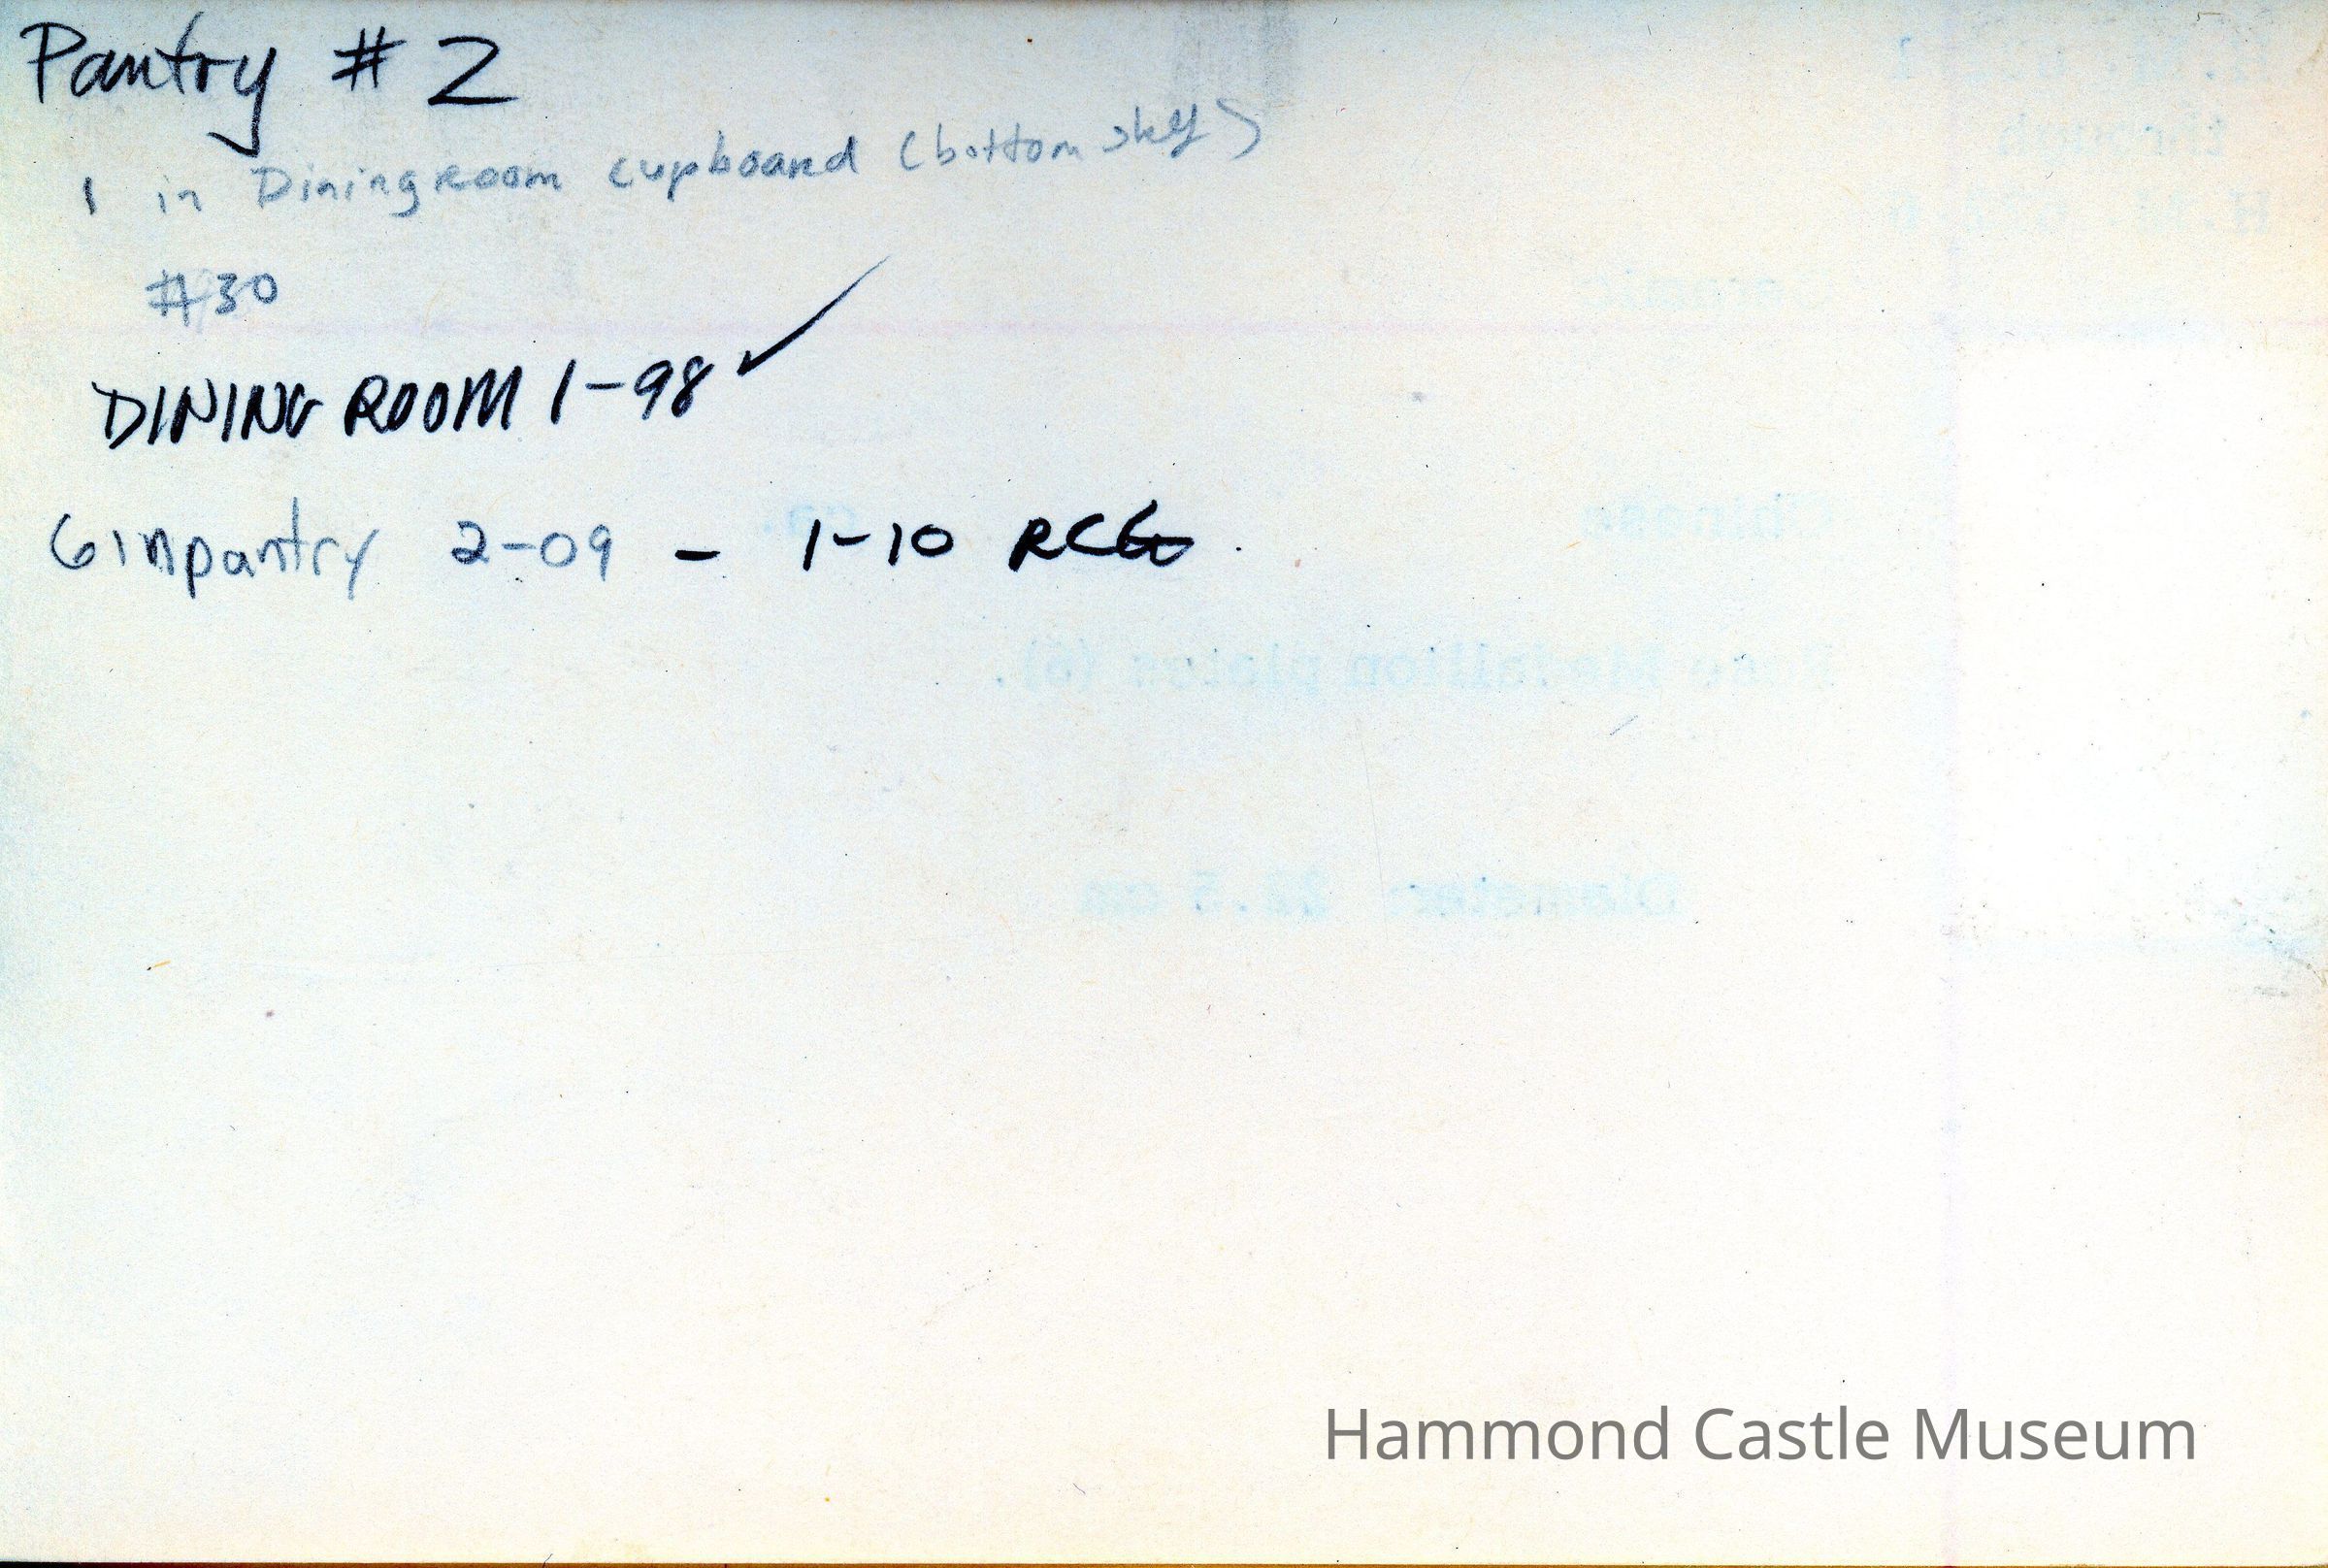 Pantry # 2
1 in Diningroom cupboard (bottom shelf)
#30
DINING ROOM 1-98 ✓
6 in pantry 2-09 - 1-10 RCG
Hammond Castle Museum